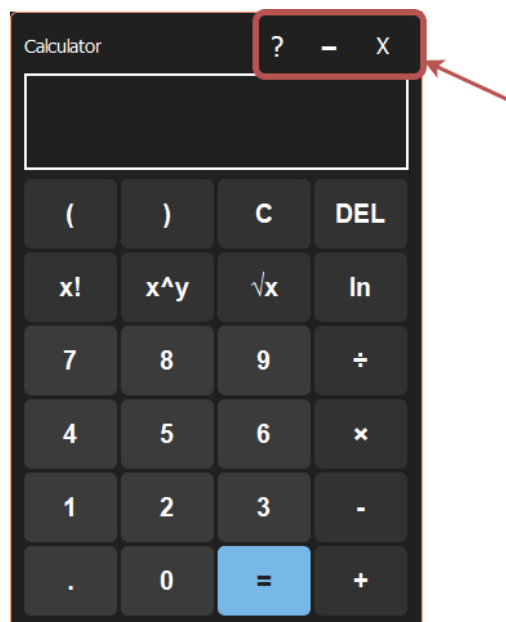 Calculator ? – X
( ) C DEL
x! x^y √x ln
7 8 9 ÷
4 5 6 ×
1 2 3 -
. 0 = +